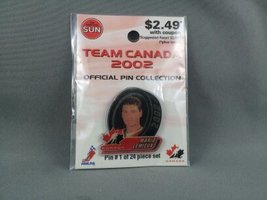 SUN
$2.49
with coupon
TEAM CANADA
2002
OFFICIAL PIN COLLECTION
MARIO
LEMIEUX
Pin # 1 of 24 piece set
CANADA